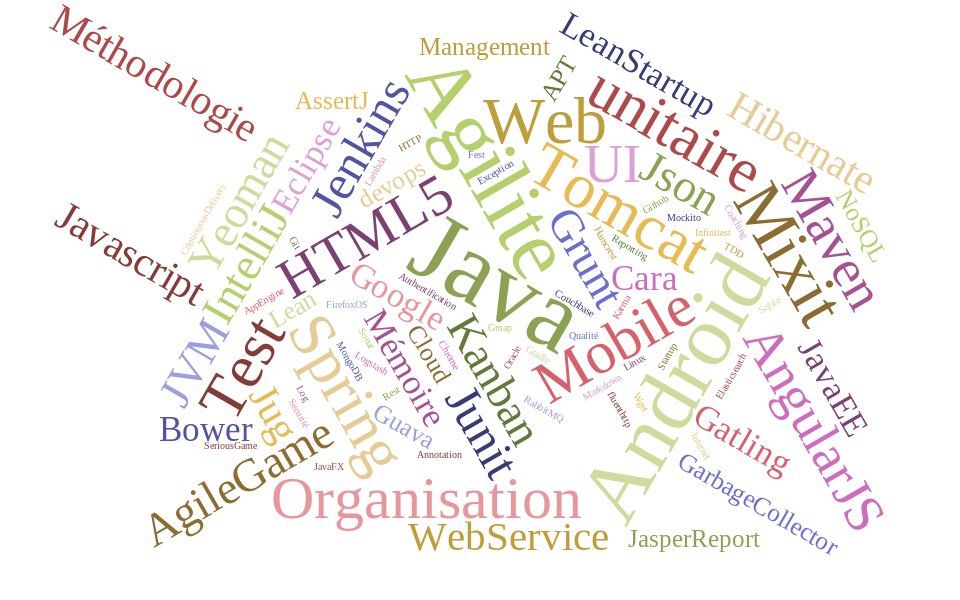 Méthodologie
Management
LeanStartup
APT
AssertJ
Jenkins
Agilite
Web
unitaire
Hibernate
Yeoman
Eclipse
HTTP
Lambda
devops
Fest
Exception
Tomcat
UI
Json
Github
Mockito
Coaching
Maven
NoSQL
ContinuousDelivery
Javascript
IntelliJ
Git
HTML5
Java
Grunt
Hamcrest
Reporting
Infinitest
TDD
Mixit
AppEngine
Lean
Google
Authentification
FirefoxOS
Cara
Couchbase
Karma
Android
Sqlite
JVM
Test
Spring
Sonar
Mémoire
Cloud
Chrome
Kanban
Gmap
Oracle
Gradle
Qualité
Mobile
Linux
Startup
Elasticsearch
AngularJS
JavaEE
MongoDB
Logstash
Rest
Log
Securité
Jug
Bower
SeriousGame
AgileGame
JavaFX
Guava
Annotation
Junit
RabbitMQ
Markdown
fluenthttp
Wget
Internet
Gatling
GarbageCollector
Organisation
WebService
JasperReport